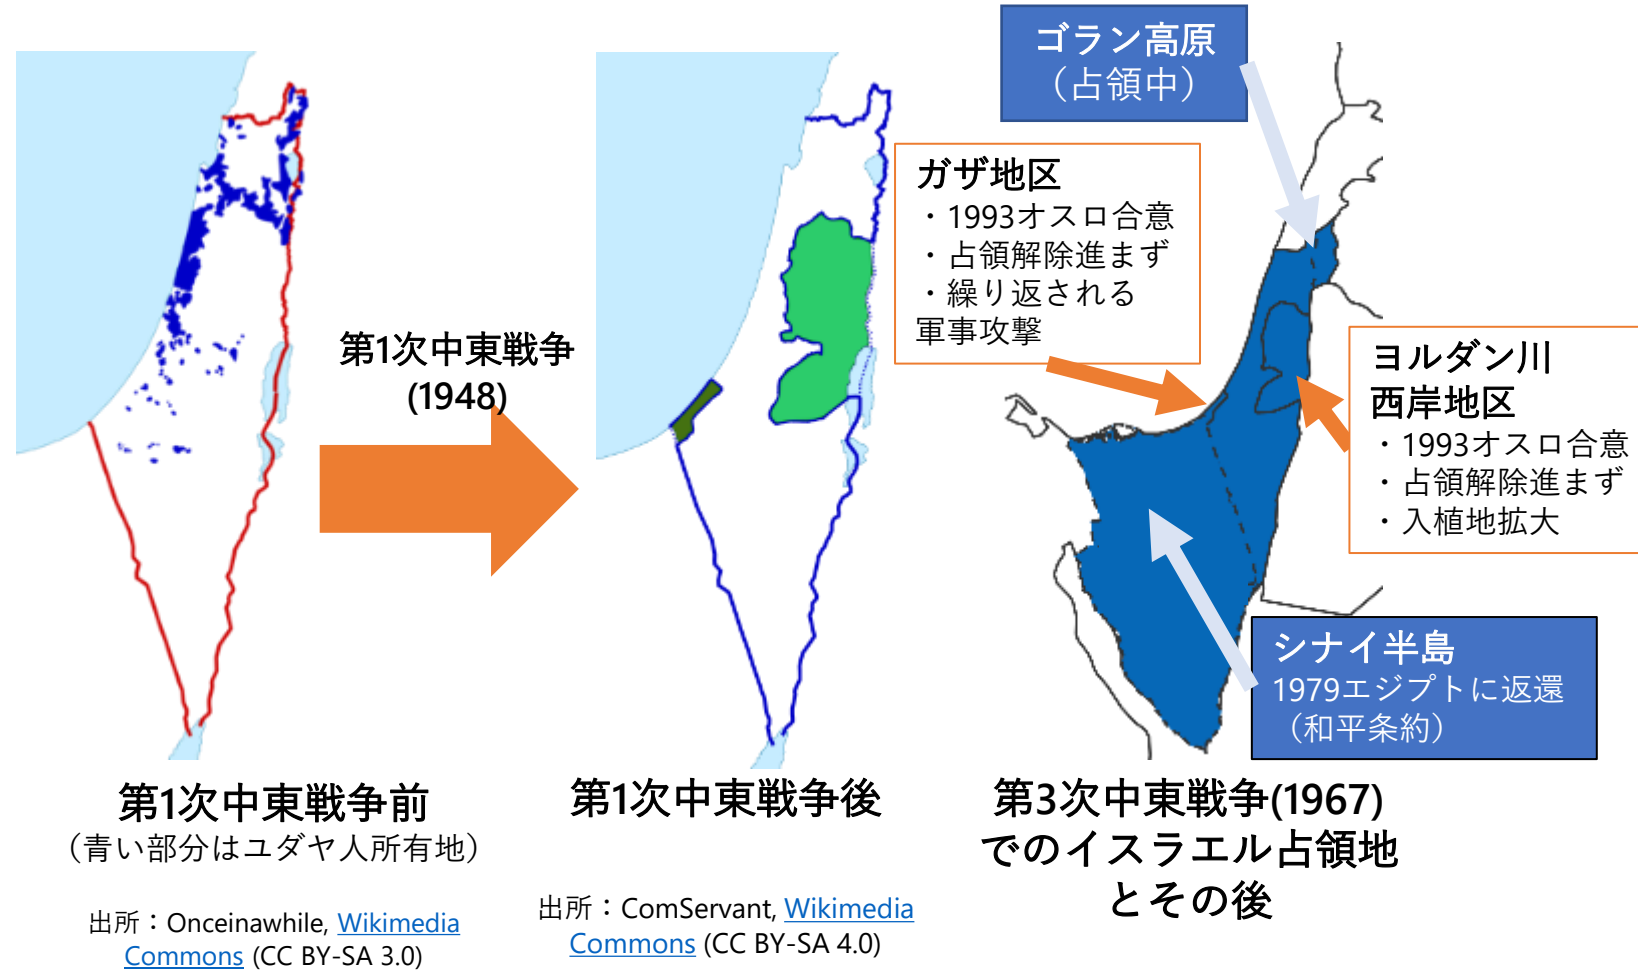 ゴラン高原
（占領中）
ガザ地区
・1993オスロ合意
・占領解除進まず
・繰り返される
軍事攻撃
第1次中東戦争
(1948)
ヨルダン川
西岸地区
・1993オスロ合意
・占領解除進まず
・入植地拡大
シナイ半島
1979エジプトに返還
（和平条約）
第1次中東戦争前
（青い部分はユダヤ人所有地）
出所：Onceinawhile, Wikimedia
Commons (CC BY-SA 3.0)
第1次中東戦争後
出所：ComServant, Wikimedia
Commons (CC BY-SA 4.0)
第3次中東戦争(1967)
でのイスラエル占領地
とその後